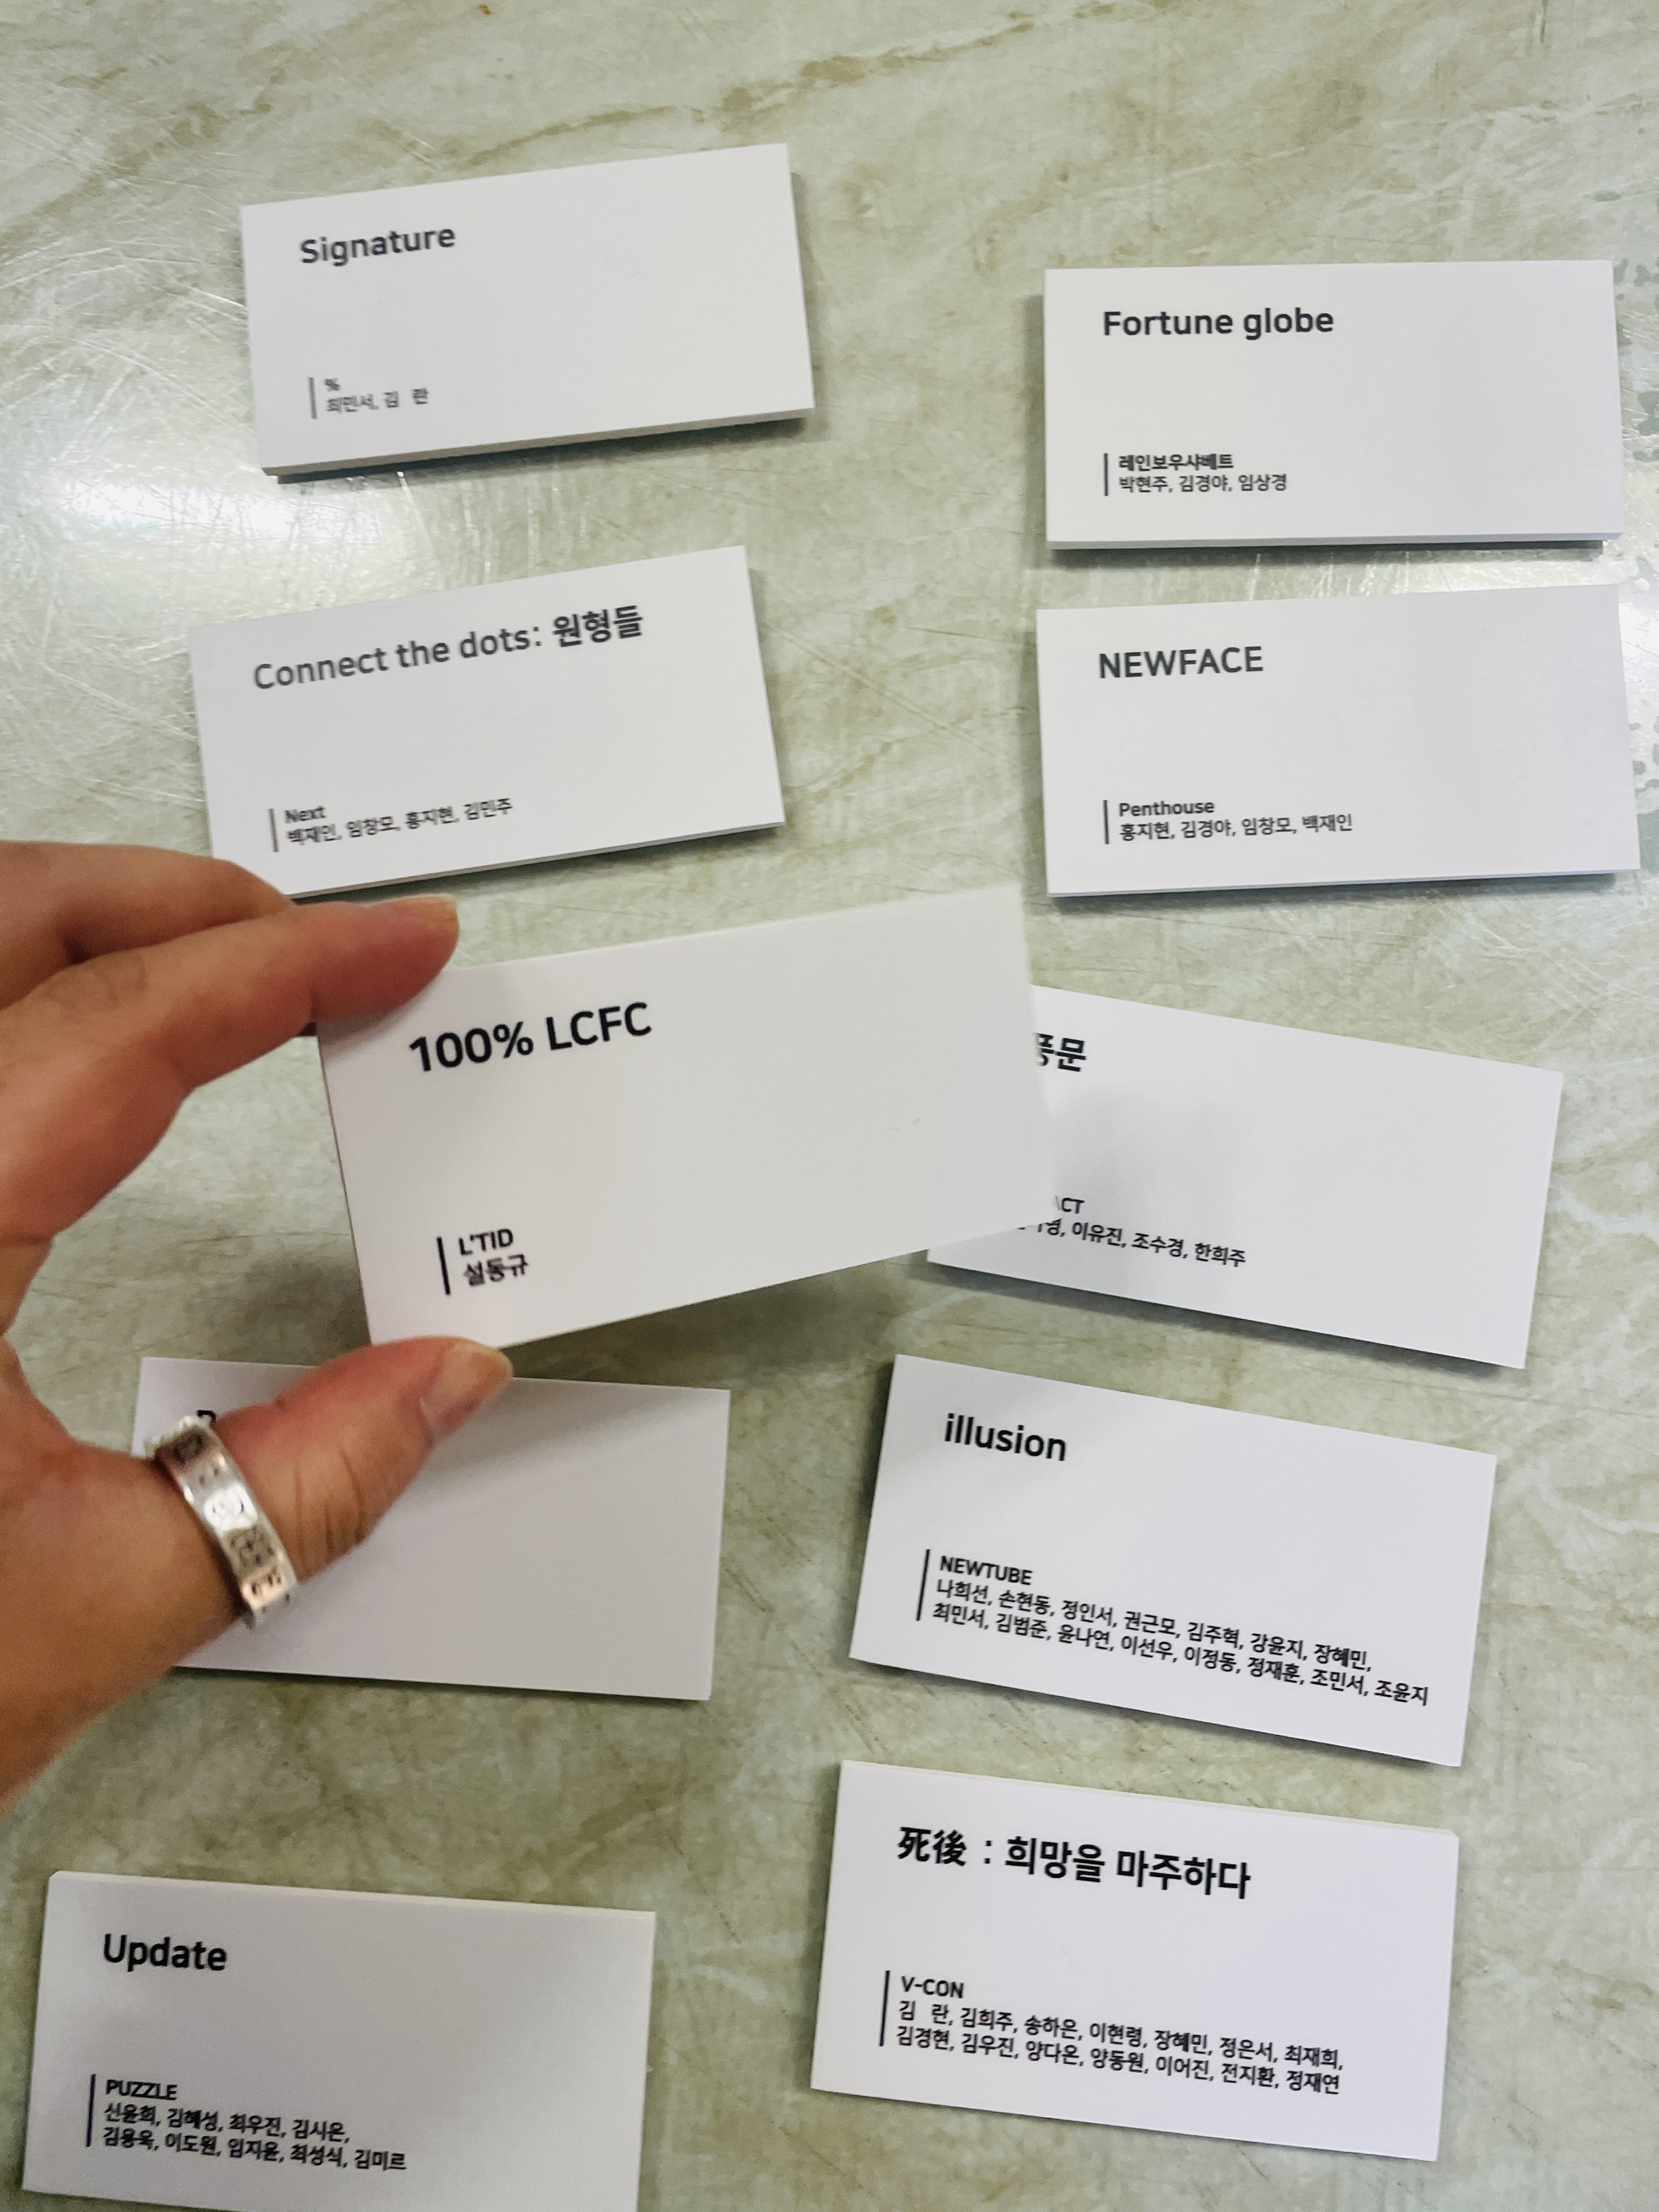 Signature
%
최민서, 김 란
Fortune globe
레인보우샤베트
박현주, 김경야, 임상경
Connect the dots: 원형들
Next
백재인, 임창모, 홍지현, 김민주
NEWFACE
Penthouse
홍지현, 김경야, 임창모, 백재인
100% LCFC
L'TID
설동규
이유진, 조수경, 한희주
illusion
NEWTUBE
나희선, 손현동, 정인서, 권근모, 김주혁, 강윤지, 장혜민,
최민서, 김범준, 윤나연, 이선우, 이정동, 정재훈, 조민서, 조윤지
Update
PUZZLE
신윤희, 김혜성, 최우진, 김시온,
김용욱, 이도원, 임지윤, 최성식, 김미르
死後 : 희망을 마주하다
V-CON
김 란, 김희주, 송하은, 이현령, 장혜민, 정은서, 최재희,
김경현, 김우진, 양다온, 양동원, 이어진, 전지환, 정재연